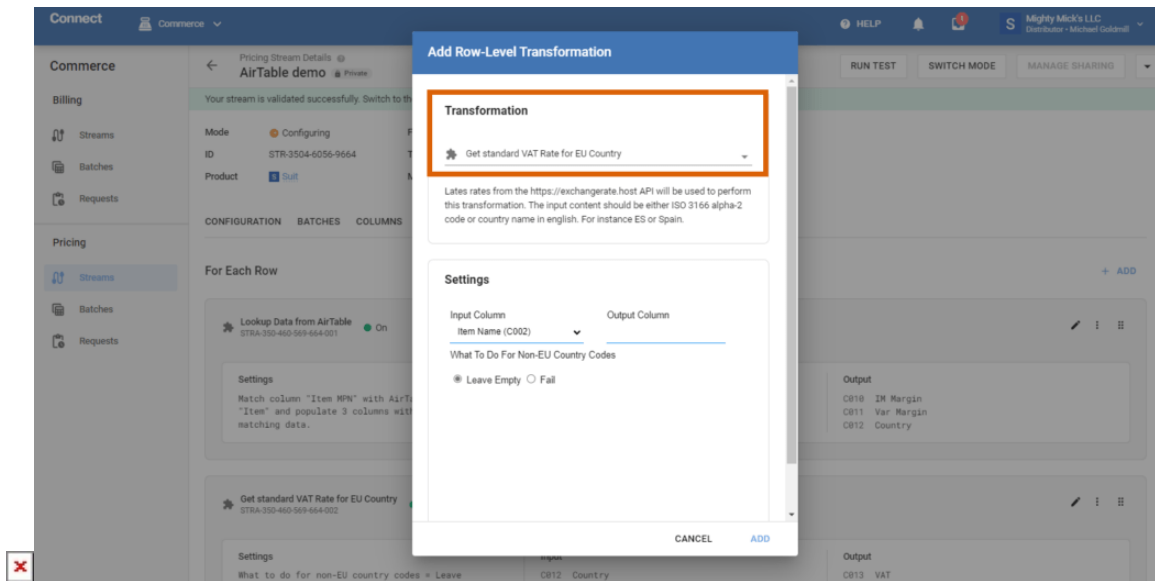 Connect
Commerce
HELP
S
Mighty Mick's LLC
Distributor - Michael Goldmill
Commerce
Billing
Streams
Batches
Requests
Pricing
Streams
Batches
Requests
Pricing Stream Details
AirTable demo
Private
RUN TEST
SWITCH MODE
MANAGE SHARING
Your stream is validated successfully. Switch to th
Mode
Configuring
ID
STR-3504-6056-9664
Product
Suit
CONFIGURATION BATCHES COLUMNS
For Each Row
+ ADD
Lookup Data from AirTable
On
STRA-350-460-569-664-001
Settings
Match column "Item MPN" with AirTa
"Item" and populate 3 columns with
matching data.
Output
C010 IM Margin
C011 Var Margin
C012 Country
Get standard VAT Rate for EU Country
STRA-350-460-569-664-002
Settings
What to do for non-EU country codes = Leave
Input
C012 Country
Output
C013 VAT
Add Row-Level Transformation
Transformation
Get standard VAT Rate for EU Country
Lates rates from the https://exchangerate.host API will be used to perform
this transformation. The input content should be either ISO 3166 alpha-2
code or country name in english. For instance ES or Spain.
Settings
Input Column
Output Column
Item Name (C002)
What To Do For Non-EU Country Codes
Leave Empty
Fail
CANCEL
ADD